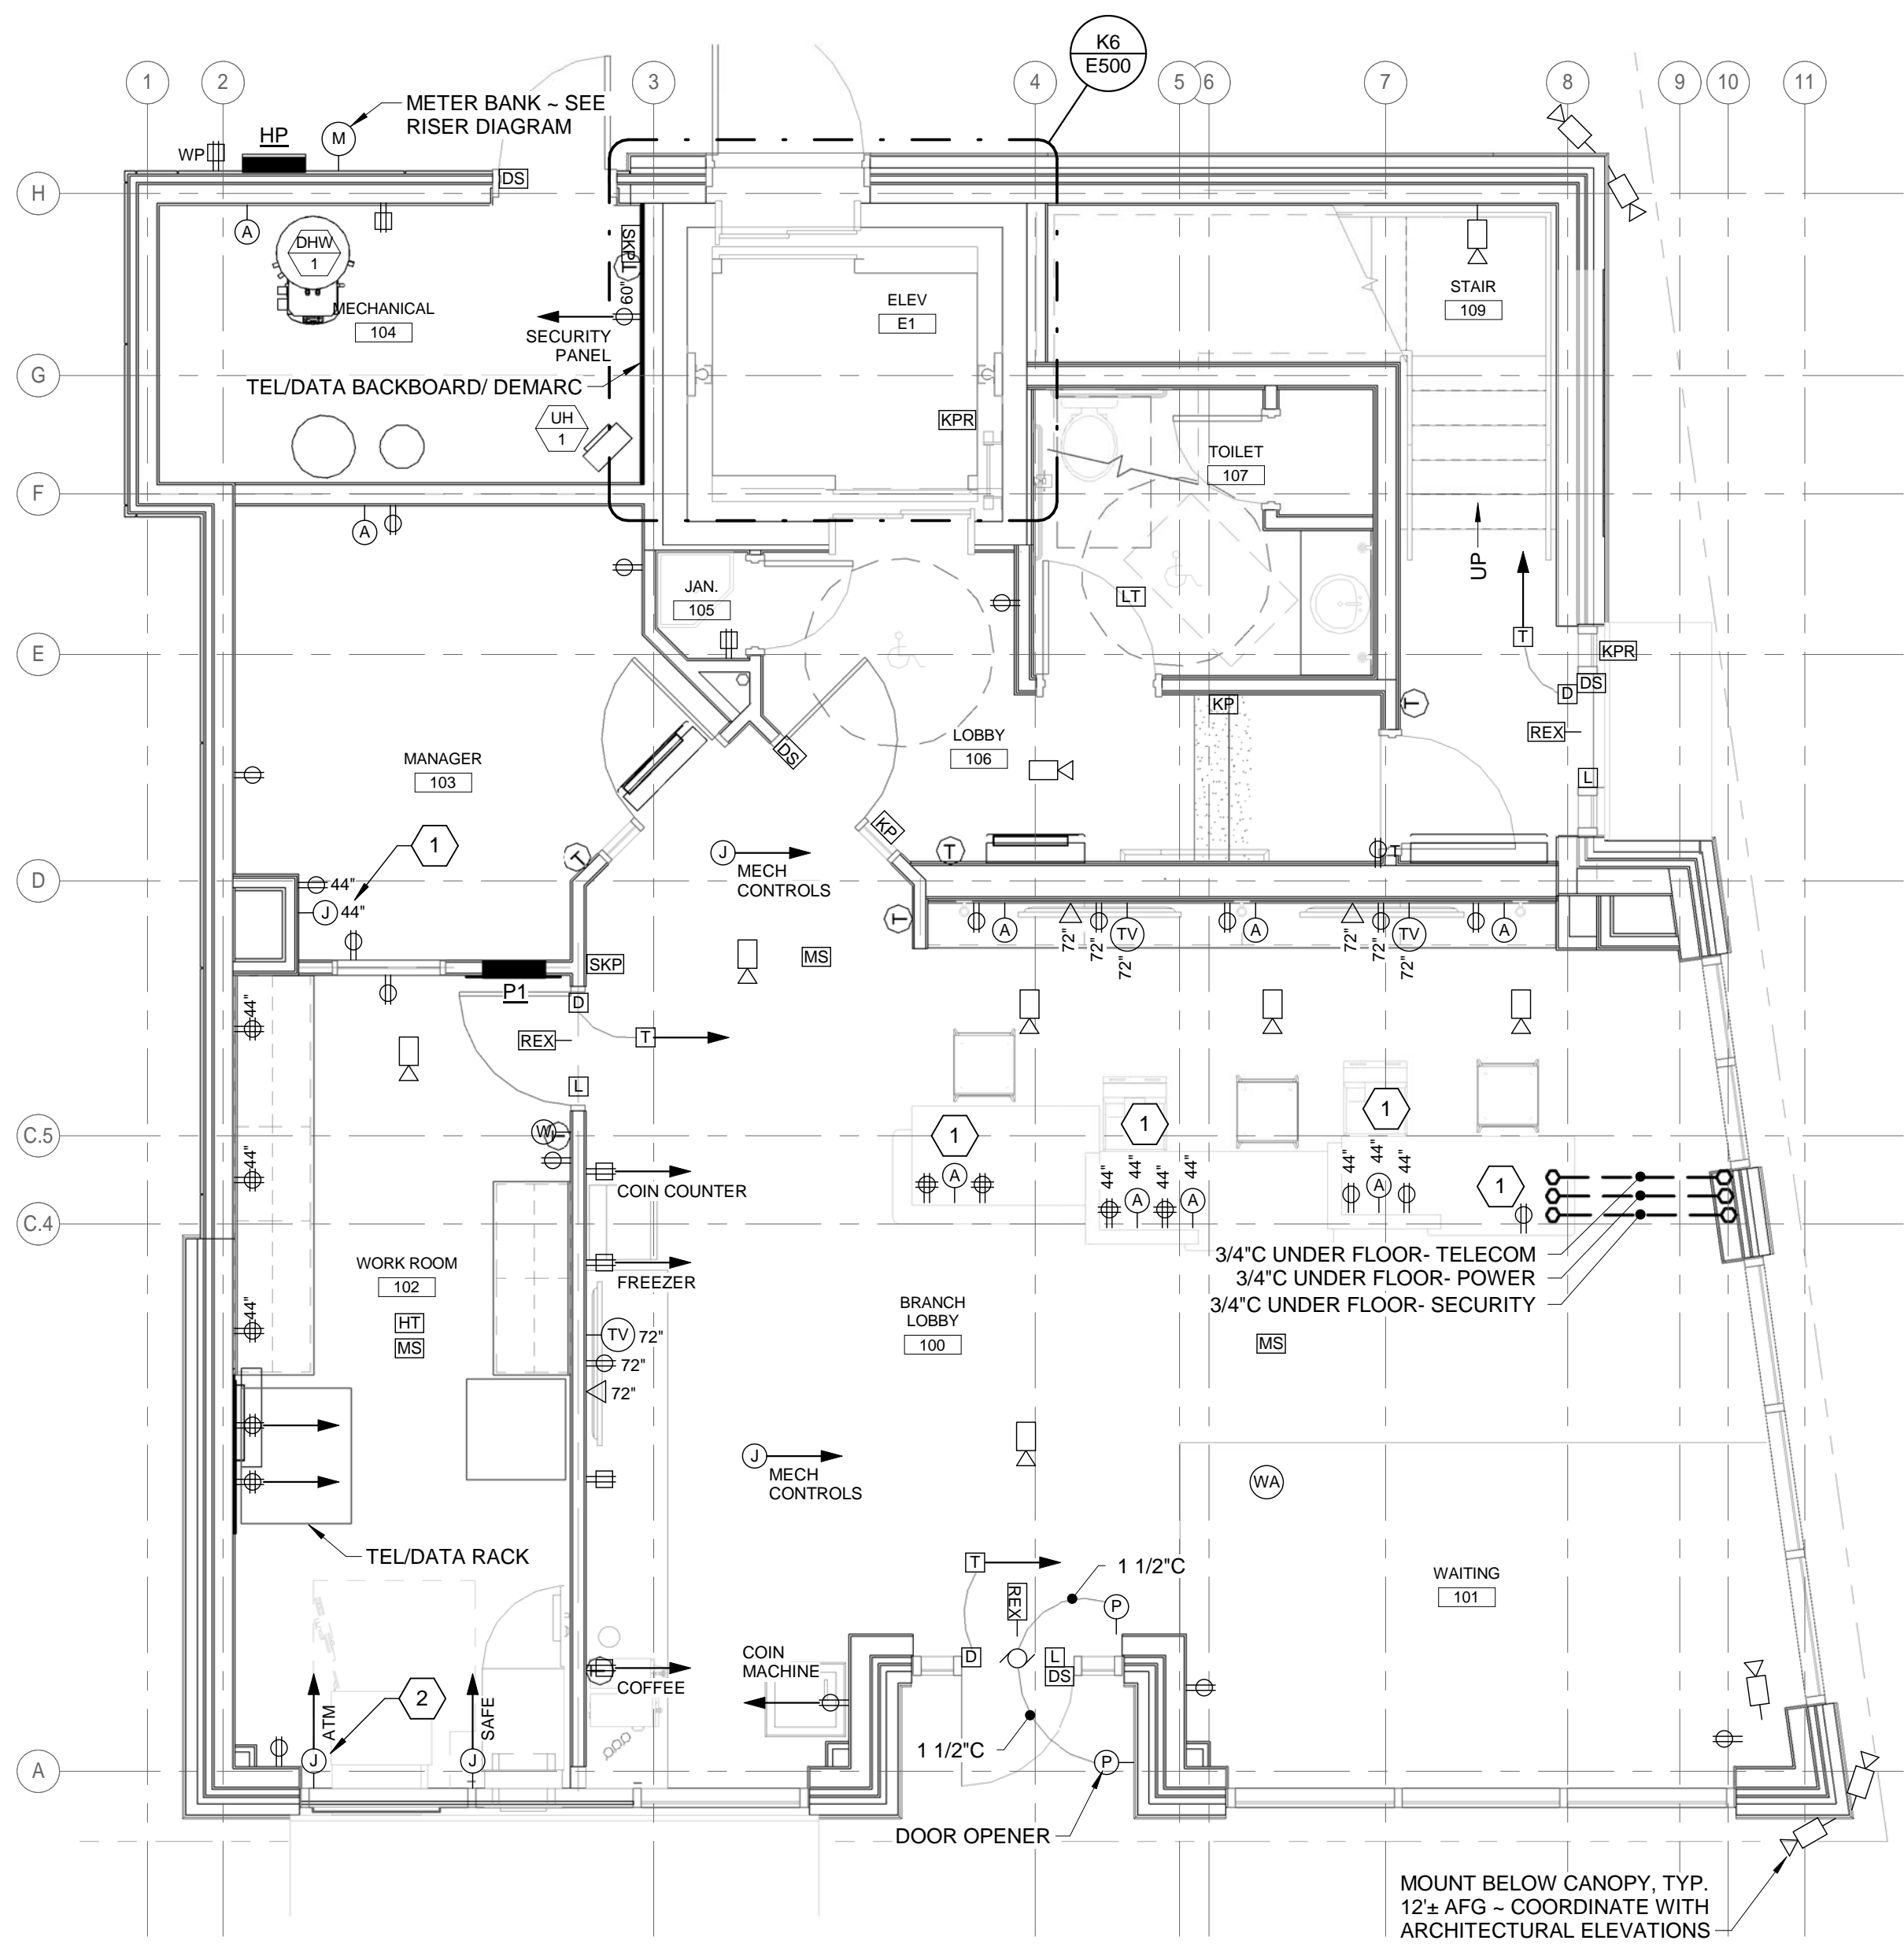 K6
E500
1
2
3
4
5
6
7
8
9
10
11
METER BANK ~ SEE
RISER DIAGRAM
HP
M
WP
DS
H
A
DHW
1
SKP
T
60"
MECHANICAL
104
SECURITY
PANEL
ELEV
E1
STAIR
109
G
TEL/DATA BACKBOARD/ DEMARC
UH
1
KPR
TOILET
107
F
A
UP
JAN.
105
LT
T
KPR
E
D
DS
T
KP
REX
LOBBY
106
DS
MANAGER
103
L
KP
1
T
J
MECH
CONTROLS
T
T
D
44"
J
44"
T
A
72"
72"
TV
72"
A
72"
72"
TV
72"
A
MS
SKP
P1
D
44"
REX
T
L
1
1
1
C.5
W
T
44"
44"
A
44"
44"
44"
44"
A
A
44"
44"
44"
A
1
COIN COUNTER
C.4
3/4"C UNDER FLOOR- TELECOM
3/4"C UNDER FLOOR- POWER
3/4"C UNDER FLOOR- SECURITY
WORK ROOM
102
FREEZER
BRANCH
LOBBY
100
HT
MS
44"
TV
72"
72"
72"
MS
J
MECH
CONTROLS
WA
TEL/DATA RACK
T
1 1/2"C
REX
P
WAITING
101
COIN
MACHINE
D
L
DS
COFFEE
ATM
2
SAFE
J
J
1 1/2"C
P
A
DOOR OPENER
MOUNT BELOW CANOPY, TYP.
12'± AFG ~ COORDINATE WITH
ARCHITECTURAL ELEVATIONS